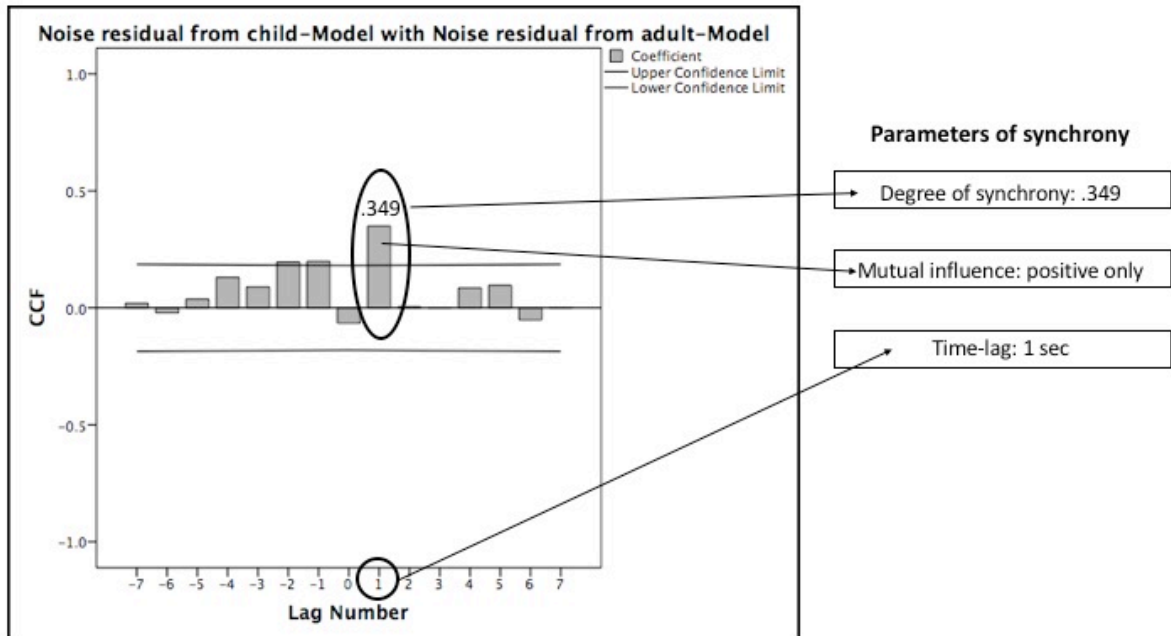 Noise residual from child-Model with Noise residual from adult-Model
Coefficient
Upper Confidence Limit
Lower Confidence Limit
1.0
0.5
0.0
-0.5
-1.0
CCF
.349
-7 -6 -5 -4 -3 -2 -1 0 1 2 3 4 5 6 7
Lag Number
Parameters of synchrony
Degree of synchrony: .349
Mutual influence: positive only
Time-lag: 1 sec